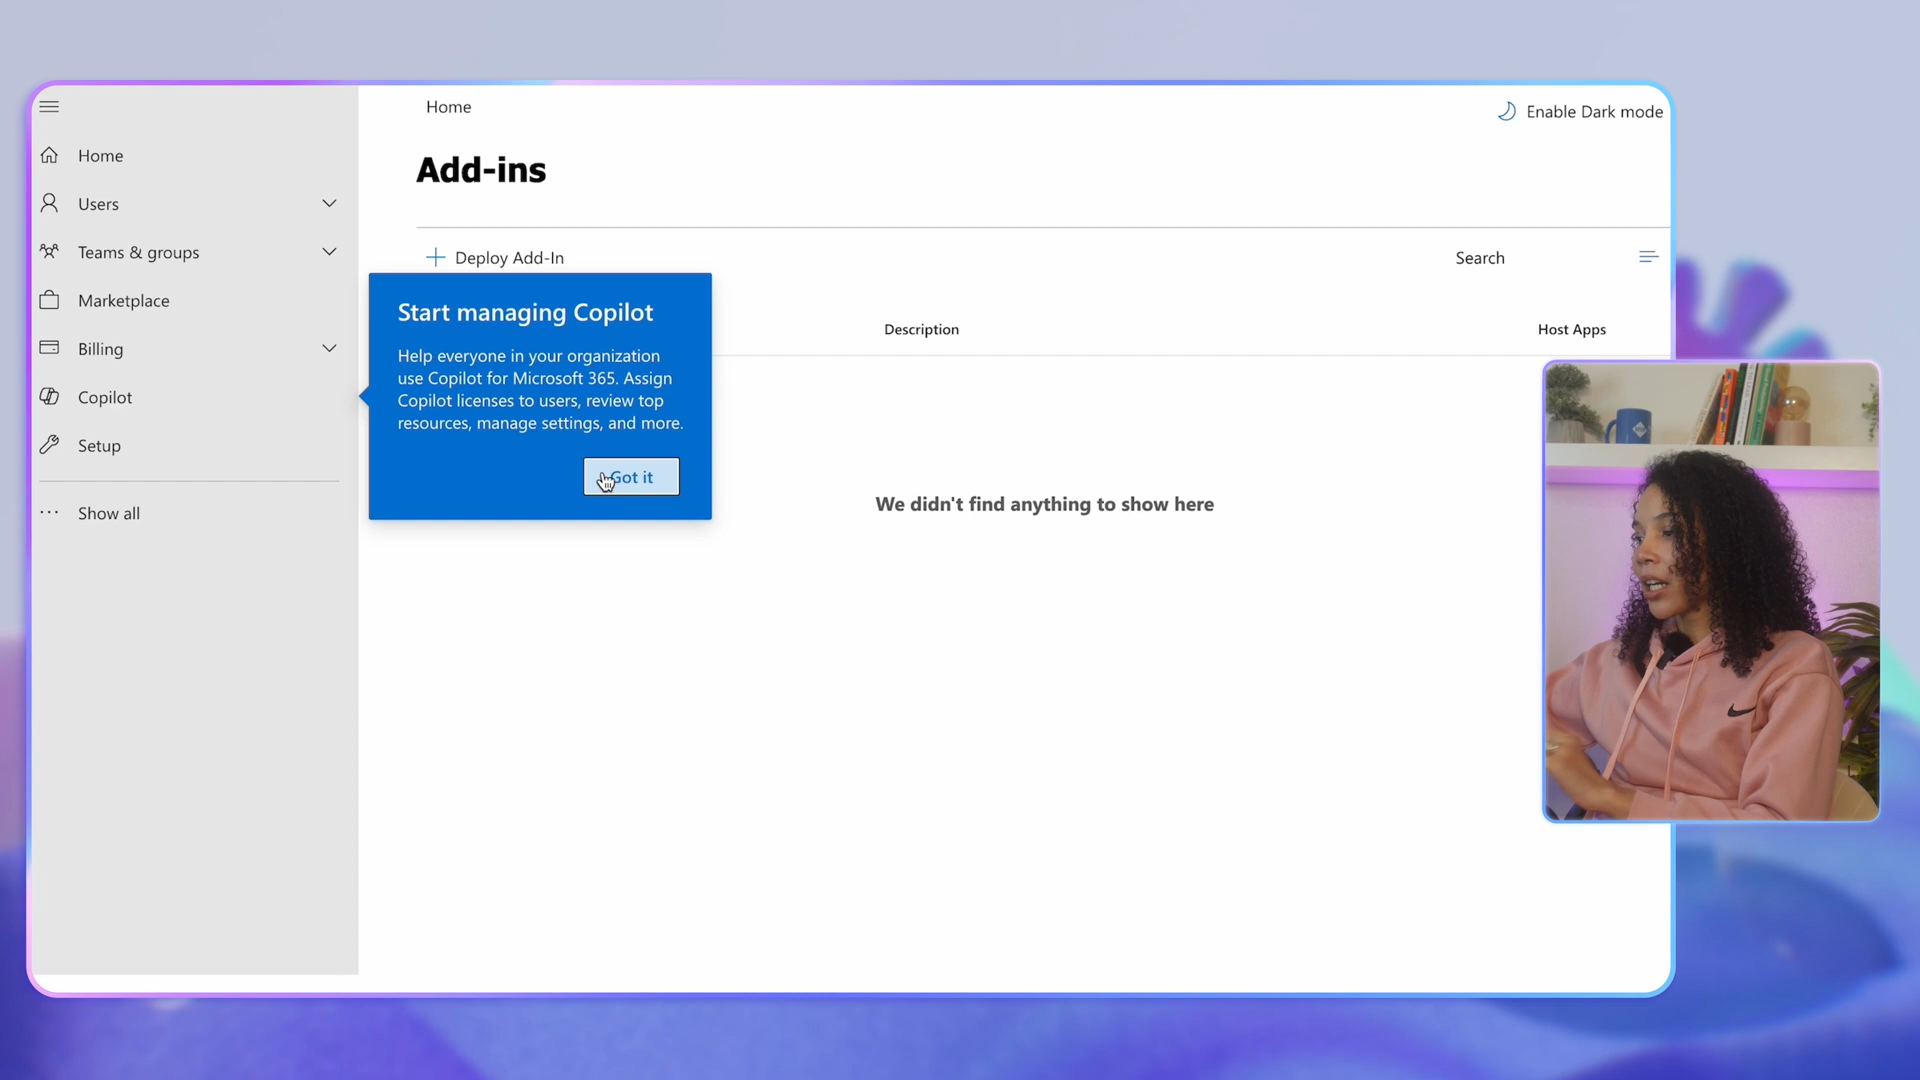 Home
Enable Dark mode
Add-ins
Home
Users
Teams & groups
Marketplace
Billing
Copilot
Setup
Show all
Deploy Add-In
Search
Description
Host Apps
Start managing Copilot
Help everyone in your organization
use Copilot for Microsoft 365. Assign
Copilot licenses to users, review top
resources, manage settings, and more.
Got it
We didn't find anything to show here